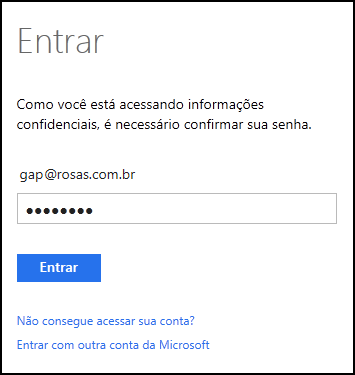 Entrar
Como você está acessando informações
confidenciais, é necessário confirmar sua senha.
gap@rosas.com.br
●●●●●●●●
Entrar
Não consegue acessar sua conta?
Entrar com outra conta da Microsoft